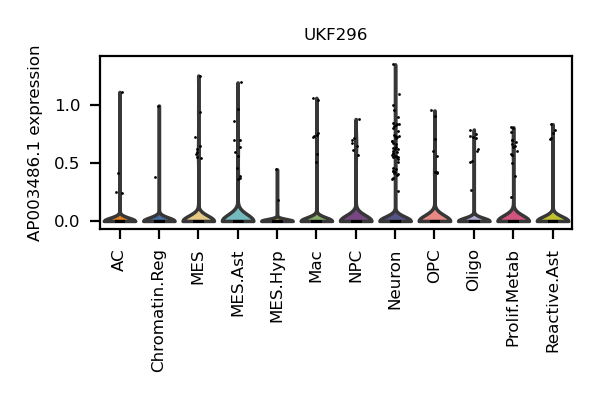 UKF296
AP003486.1 expression
1.0
0.5
0.0
AC
Chromatin.Reg
MES
MES.Ast
MES.Hyp
Mac
NPC
Neuron
OPC
Oligo
Prolif.Metab
Reactive.Ast